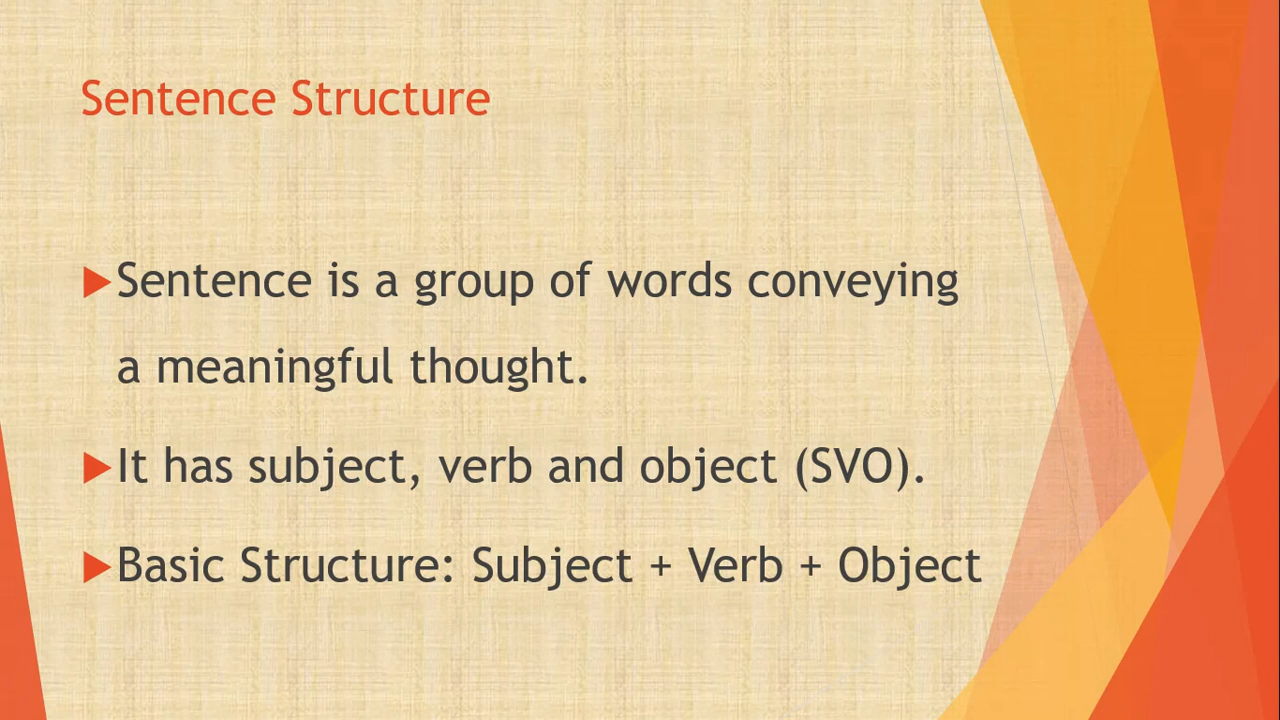 Sentence Structure
Sentence is a group of words conveying
a meaningful thought.
It has subject, verb and object (SVO).
Basic Structure: Subject + Verb + Object